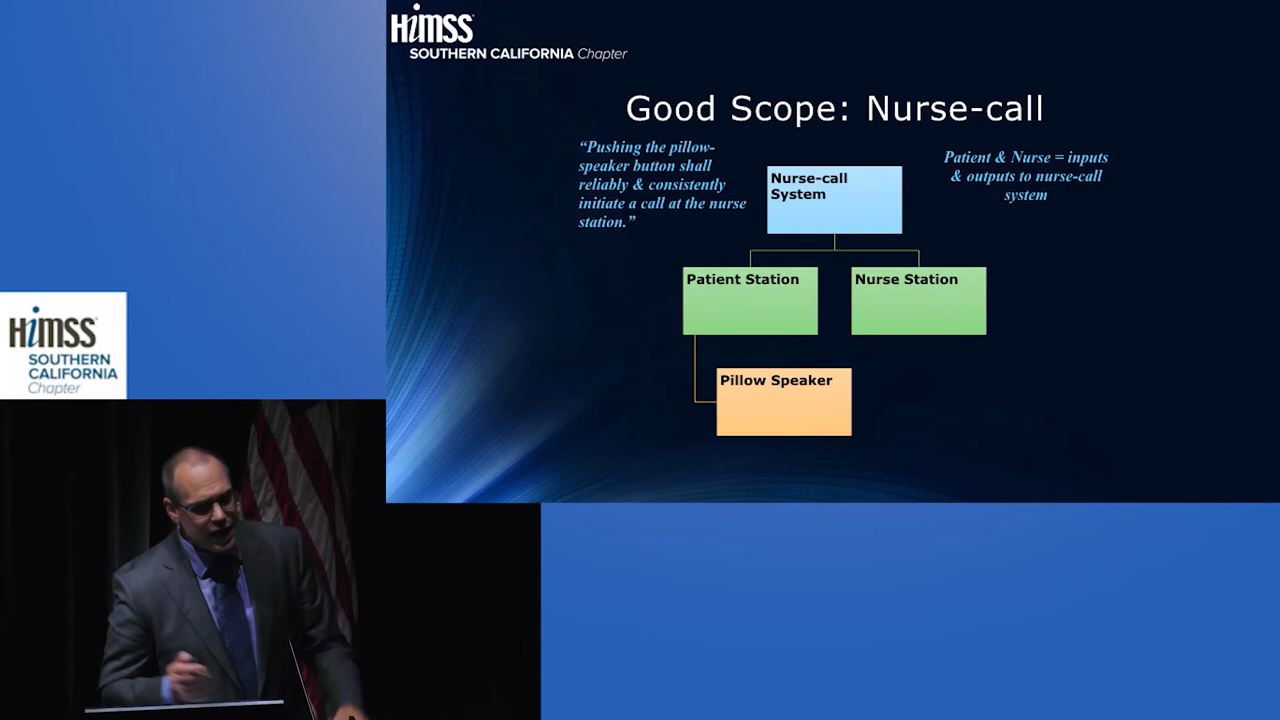 HiMSS
SOUTHERN CALIFORNIA Chapter
Good Scope: Nurse-call
“Pushing the pillow-
speaker button shall
reliably & consistently
initiate a call at the nurse
station.”
Patient & Nurse = inputs
& outputs to nurse-call
system
Nurse-call
System
Patient Station
Nurse Station
Pillow Speaker
HiMSS
SOUTHERN
CALIFORNIA
Chapter